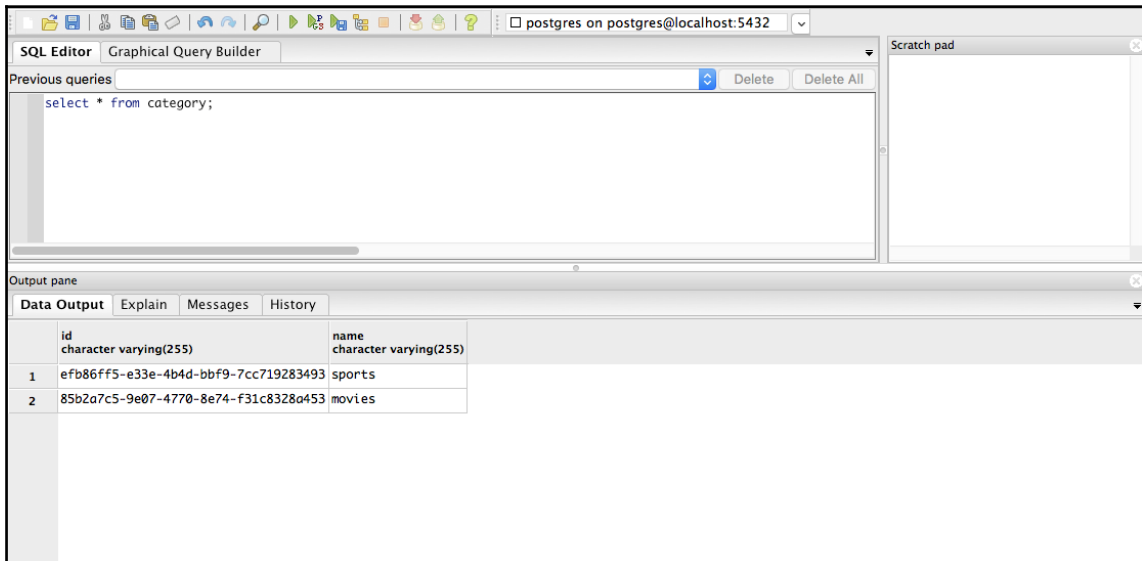 postgres on postgres@localhost:5432
SQL Editor Graphical Query Builder
Scratch pad
Previous queries Delete Delete All
select * from category;
Output pane
Data Output Explain Messages History
id name
character varying(255) character varying(255)
1 efb86ff5-e33e-4b4d-bbf9-7cc719283493 sports
2 85b2a7c5-9e07-4770-8e74-f31c8328a453 movies